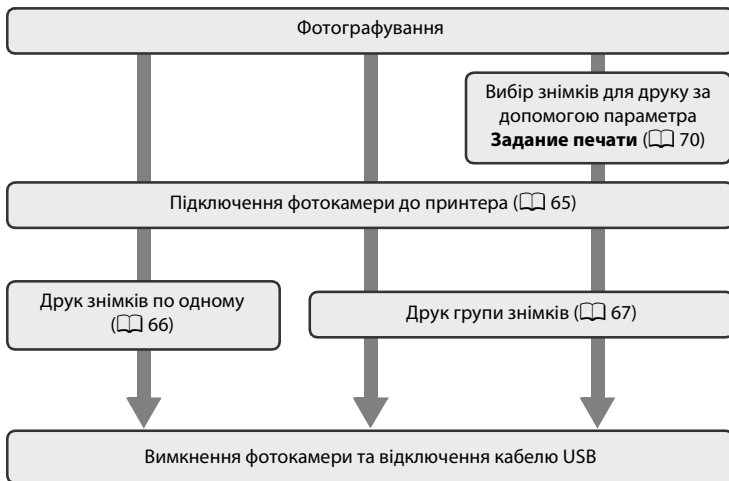 Фотографування
Вибір знімків для друку за
допомогою параметра
Задание печати (📖 70)
Підключення фотокамери до принтера (📖 65)
Друк знімків по одному
(📖 66)
Друк групи знімків (📖 67)
Вимкнення фотокамери та відключення кабелю USB